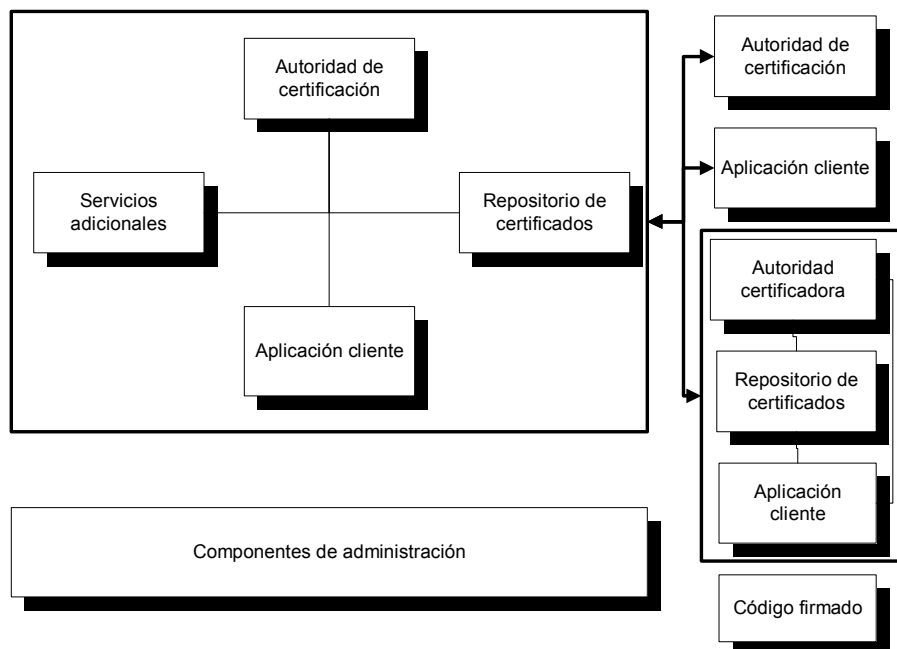 Autoridad de
certificación
Servicios
adicionales
Repositorio de
certificados
Aplicación cliente
Componentes de administración
Autoridad de
certificación
Aplicación cliente
Autoridad
certificadora
Repositorio de
certificados
Aplicación
cliente
Código firmado